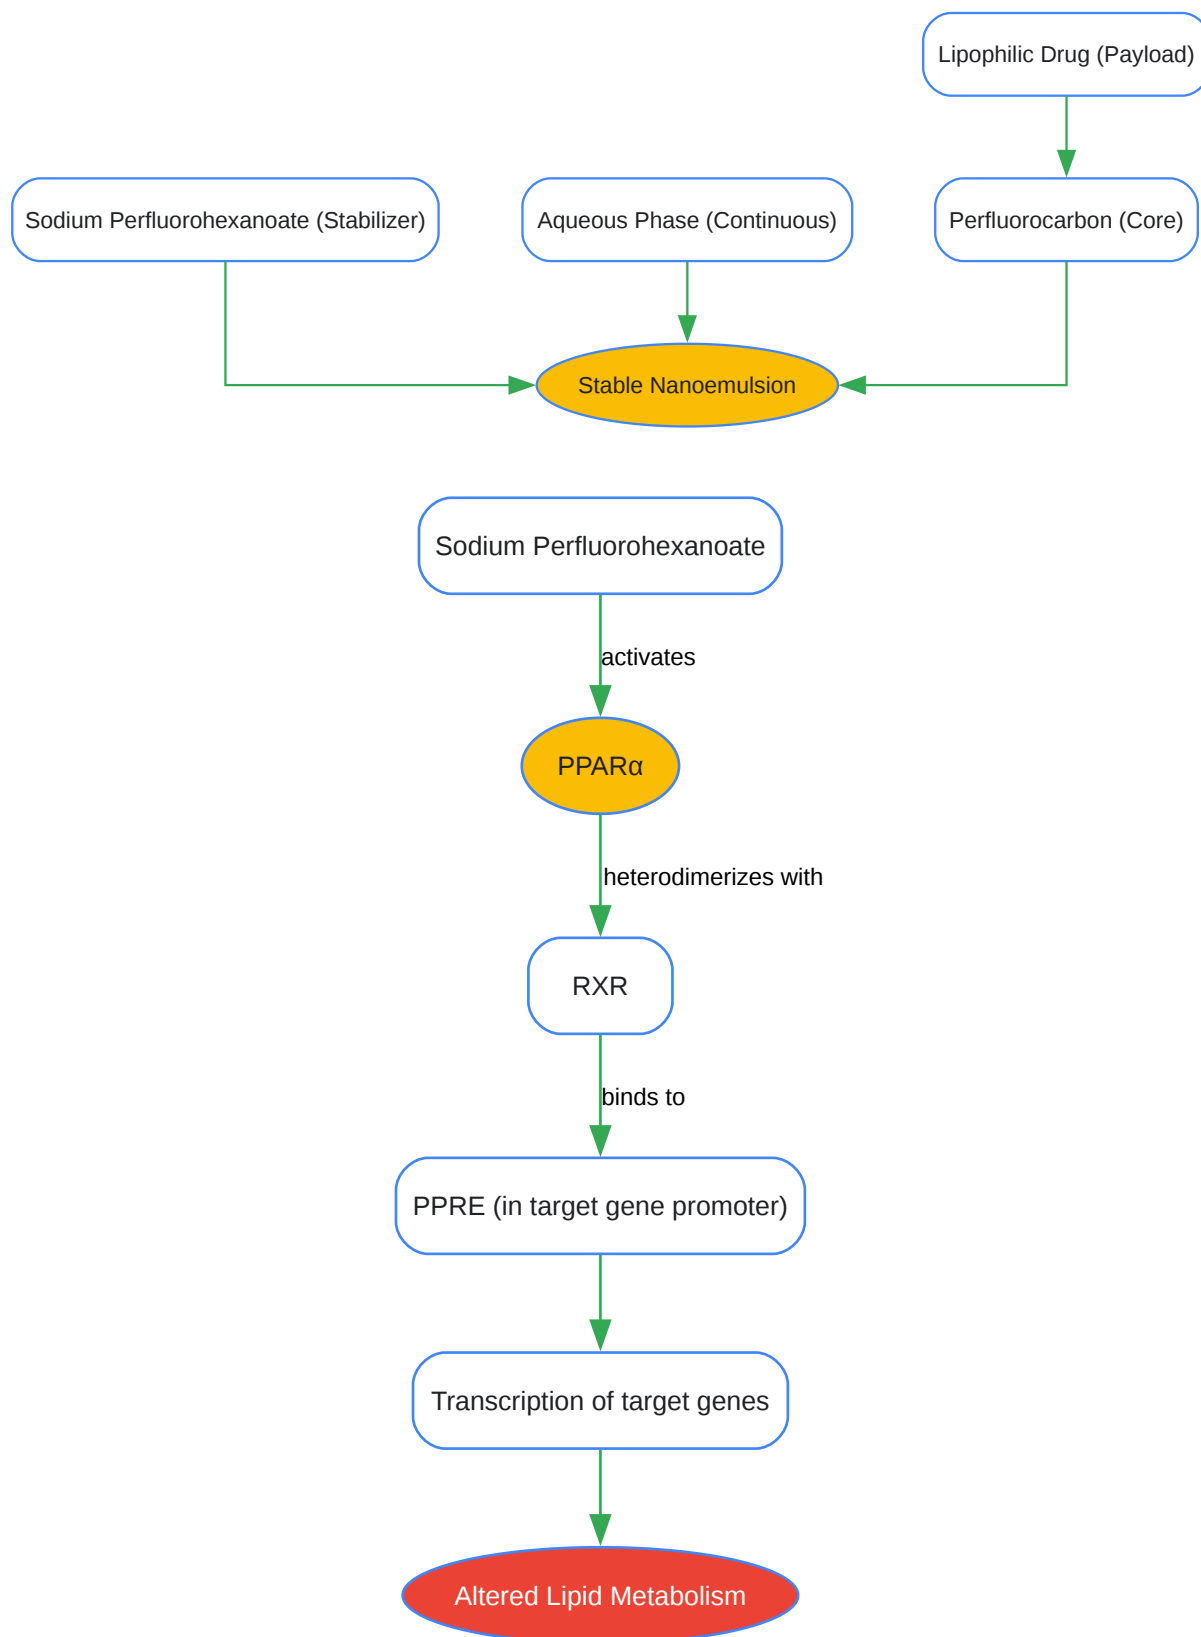 Lipophilic Drug (Payload)
Sodium Perfluorohexanoate (Stabilizer)
Aqueous Phase (Continuous)
Perfluorocarbon (Core)
Stable Nanoemulsion
Sodium Perfluorohexanoate
activates
PPARα
heterodimerizes with
RXR
binds to
PPRE (in target gene promoter)
Transcription of target genes
Altered Lipid Metabolism